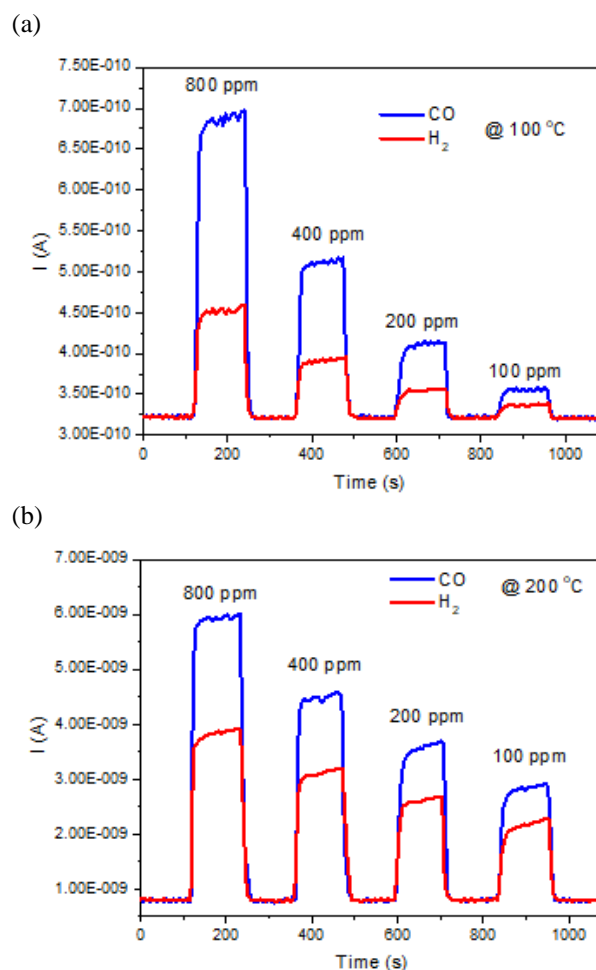 (a)
7.50E-010
800 ppm
7.00E-010
CO
@ 100 °C
H₂
6.50E-010
6.00E-010
5.50E-010
400 ppm
I (A)
5.00E-010
4.50E-010
200 ppm
4.00E-010
100 ppm
3.50E-010
3.00E-010
0 200 400 600 800 1000
Time (s)
(b)
7.00E-009
CO
@ 200 °C
H₂
800 ppm
6.00E-009
400 ppm
5.00E-009
200 ppm
I (A)
4.00E-009
100 ppm
3.00E-009
2.00E-009
1.00E-009
0 200 400 600 800 1000
Time (s)